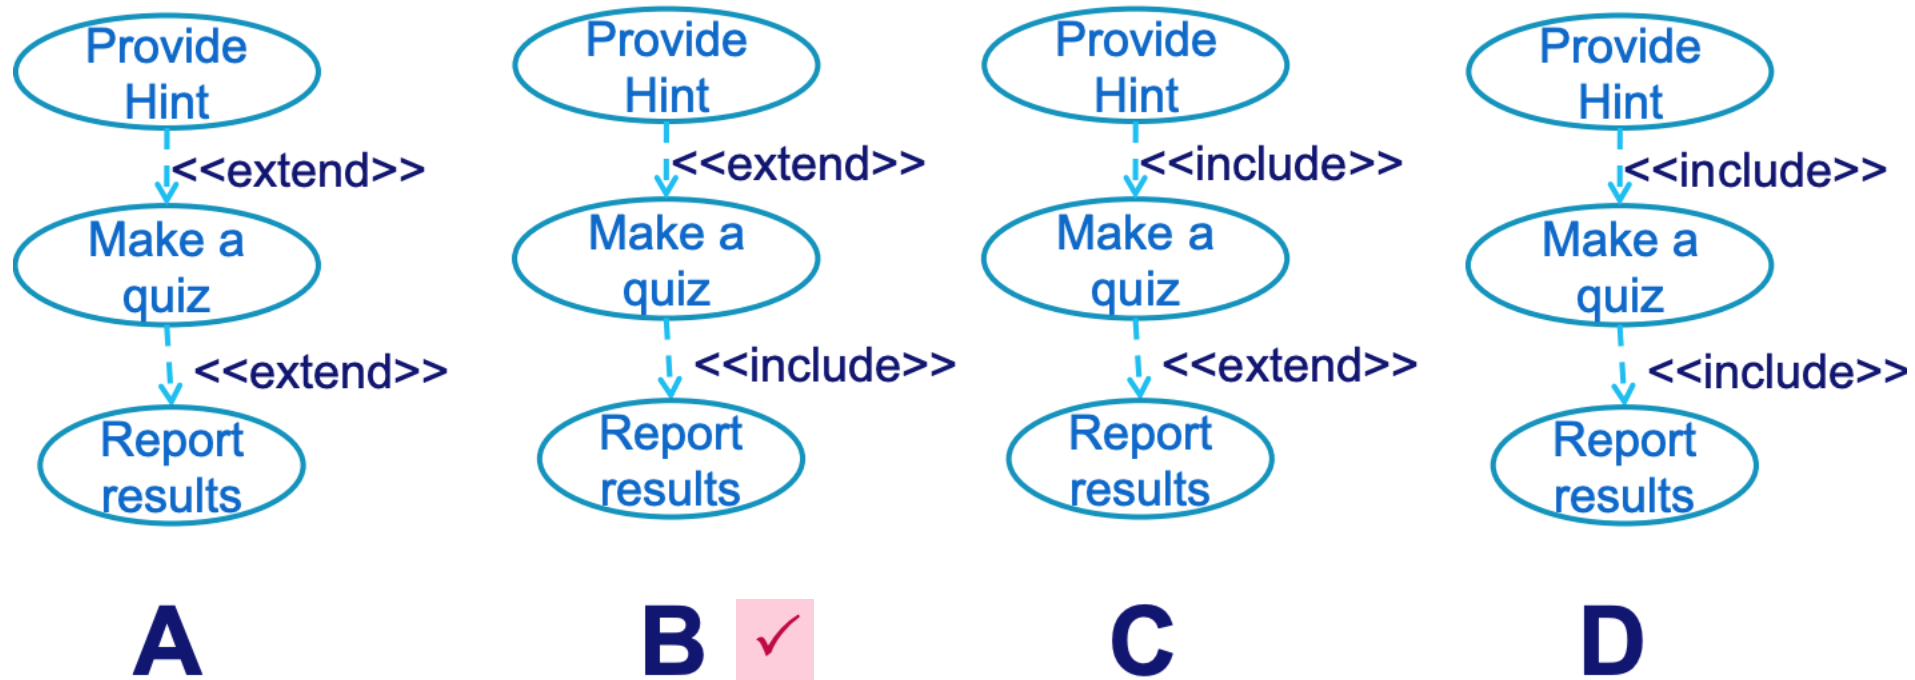 Provide
Hint
<<extend>>
Make a
quiz
<<extend>>
Report
results
A
Provide
Hint
<<extend>>
Make a
quiz
<<include>>
Report
results
B ✓
Provide
Hint
<<include>>
Make a
quiz
<<extend>>
Report
results
C
Provide
Hint
<<include>>
Make a
quiz
<<include>>
Report
results
D